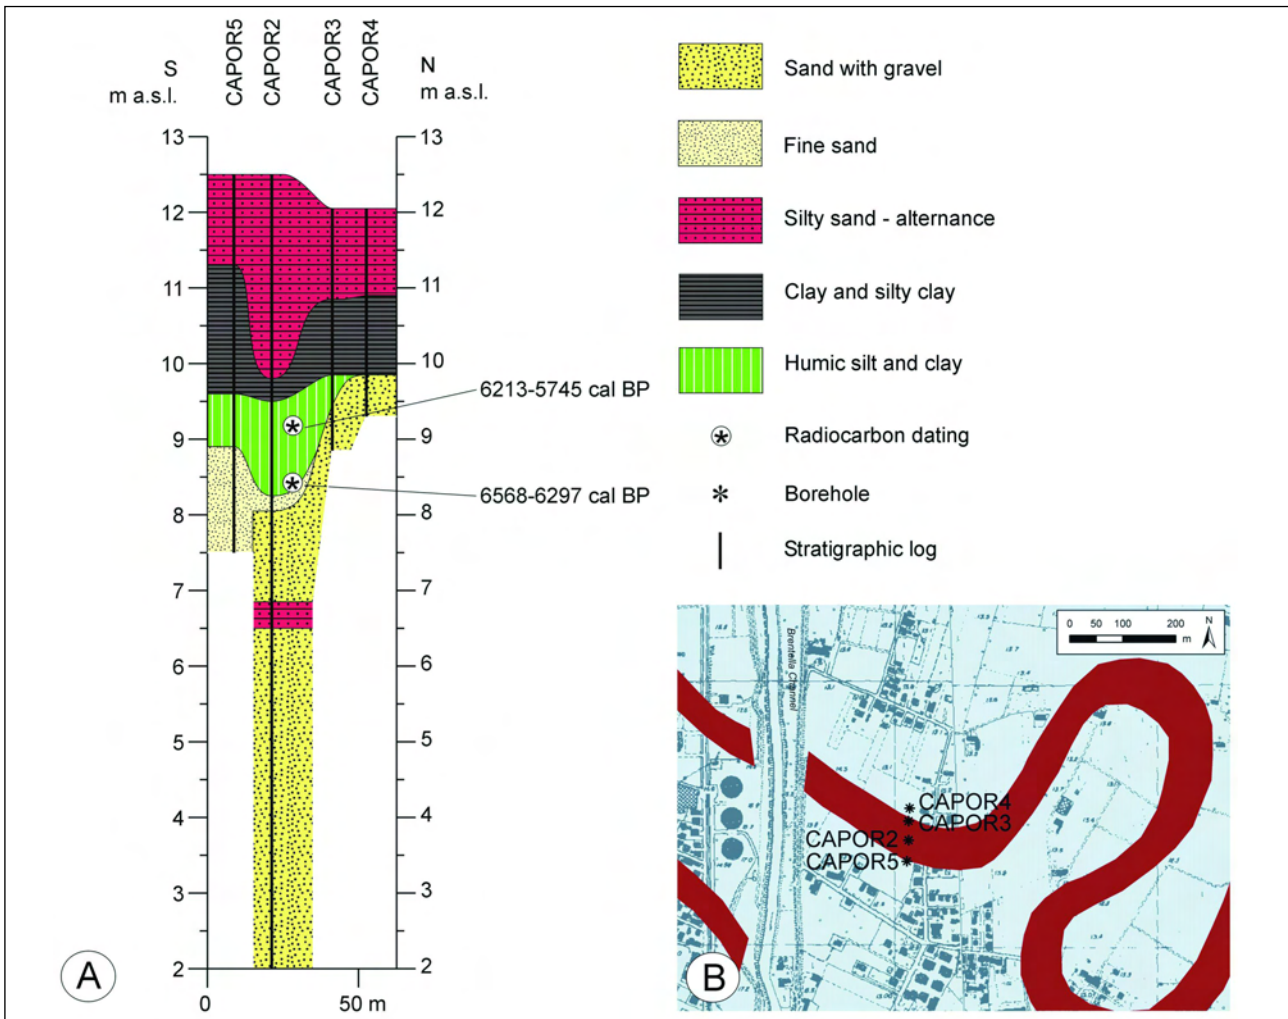 S
m a.s.l.
CAPOR5
CAPOR2
CAPOR3
CAPOR4
N
m a.s.l.
13
12
11
10
9
8
7
6
5
4
3
2
13
12
11
10
9
8
7
6
5
4
3
2
0
50 m
6213-5745 cal BP
6568-6297 cal BP
A
Sand with gravel
Fine sand
Silty sand - alternance
Clay and silty clay
Humic silt and clay
Radiocarbon dating
Borehole
Stratigraphic log
0 50 100 200
m
N
Brentella Channel
CAPOR4
CAPOR3
CAPOR2
CAPOR5
B